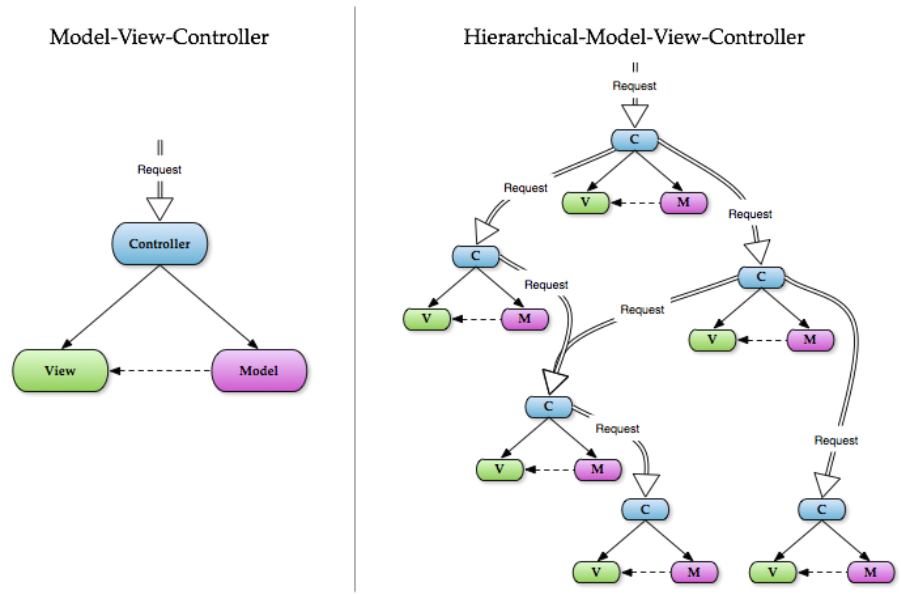 Model-View-Controller
Request
Controller
View
Model
Hierarchical-Model-View-Controller
Request
C
Request
V
M
Request
C
C
Request
Request
V
M
V
M
C
Request
Request
V
M
C
C
V
M
V
M